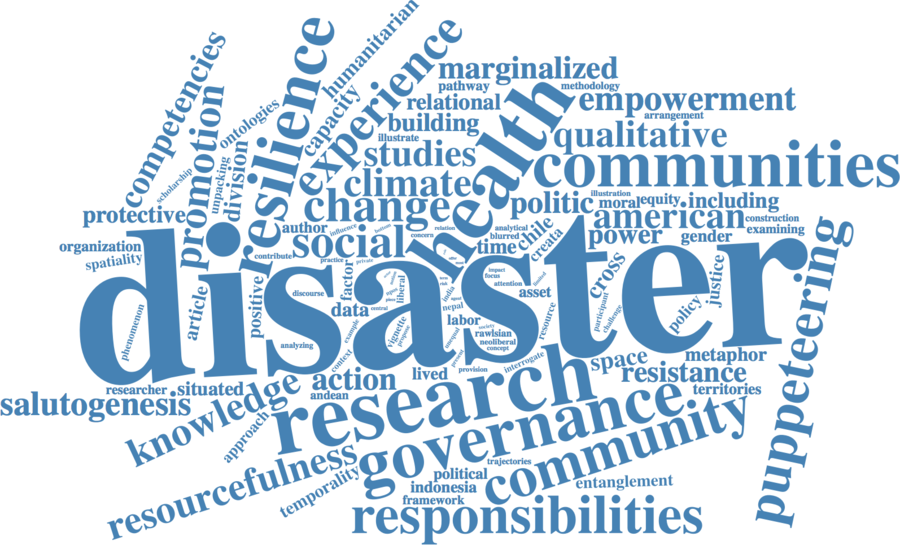 humanitarian
competencies
resilience
experience
marginalized
pathway
methodology
promotion
ontologies
capacity
relational
empowerment
arrangement
building
illustrate
health
qualitative
scholarship
unpacking
division
studies
communities
climate
protective
change
politic
illustration
moral
equity
including
american
construction
author
influence
relation
analytical
chile
power
gender
examining
organization
social
concern
blurred
time
creata
spatiality
contribute
practice
private
puppeteering
disaster
factor
impact
focus
attention
cross
justice
positive
discourse
liberal
india
asset
article
data
central
nepal
resource
participant
challenge
policy
phenomenon
vignette
labor
society
rawlsian
neoliberal
concept
analyzing
example
context
interrogate
space
metaphor
action
lived
provision
resistance
researcher
situated
andean
research
territories
salutogenesis
knowledge
approach
governance
community
resourcefulness
temporality
trajectories
political
indonesia
entanglement
framework
responsibilities